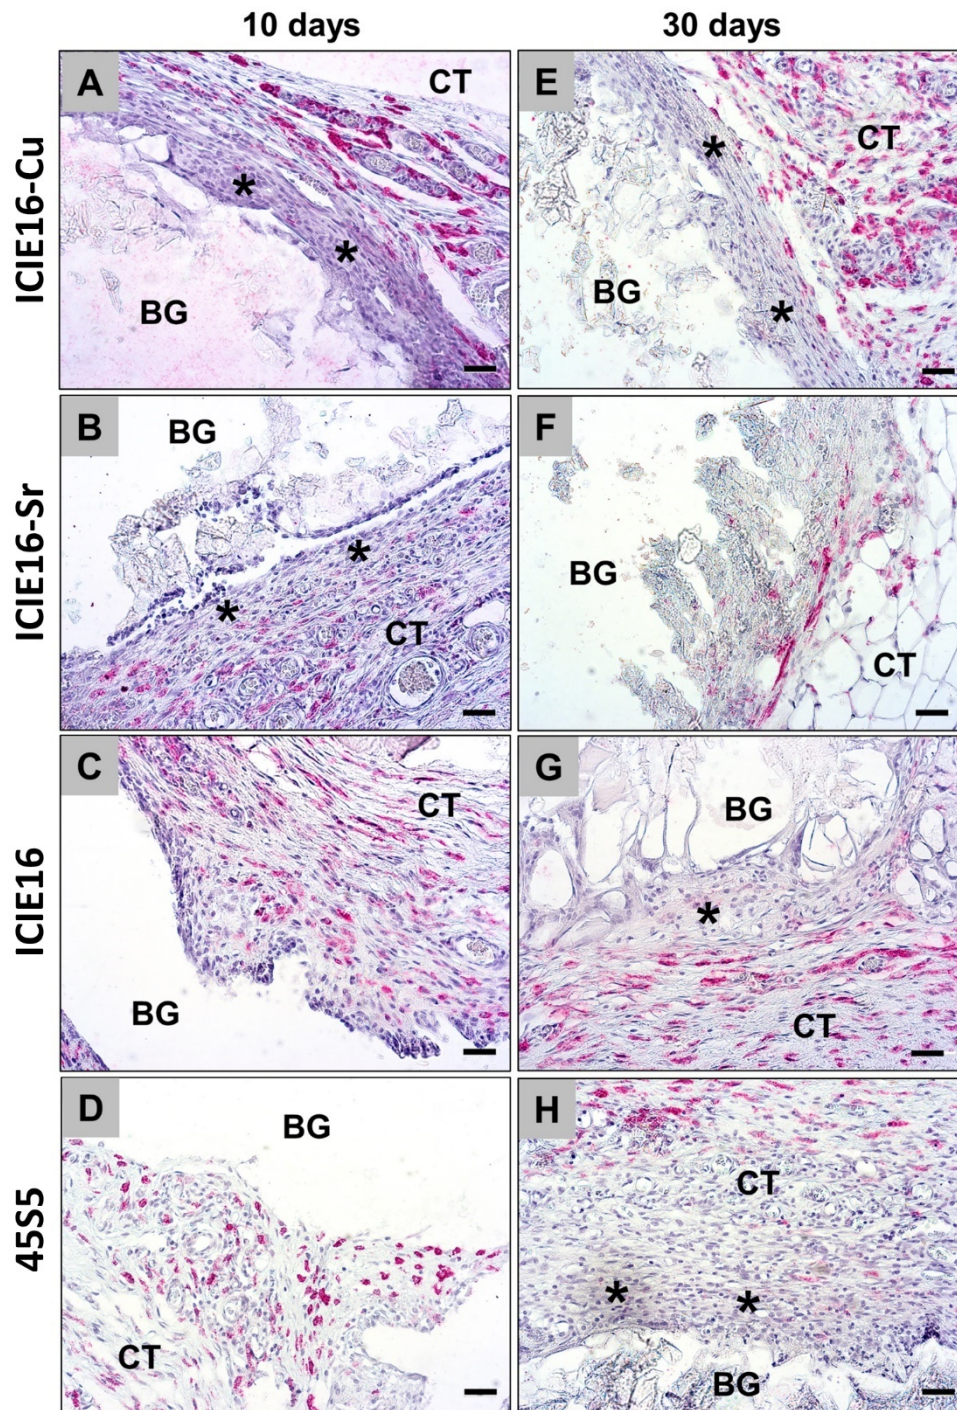 10 days
30 days
ICIE16-Cu
A
CT
BG
*
*
E
CT
BG
*
*
ICIE16-Sr
B
BG
*
*
CT
F
BG
CT
ICIE16
C
CT
BG
G
BG
*
CT
45S5
D
BG
CT
H
CT
*
*
BG